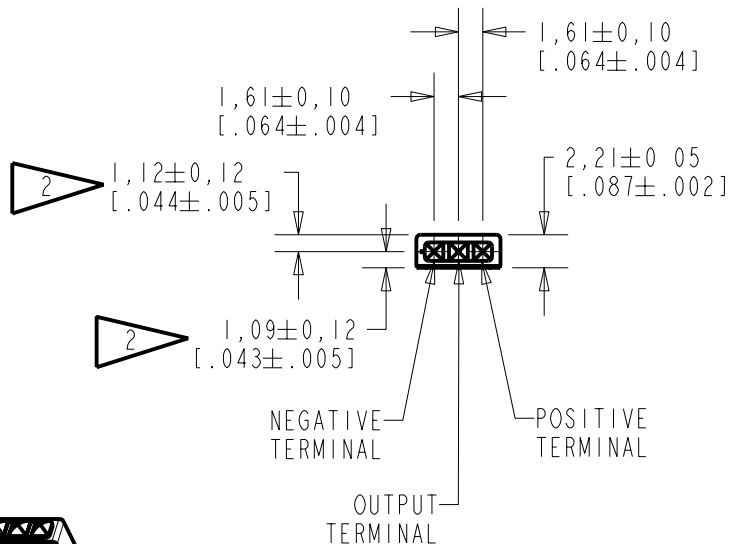 1,61±0,10
[.064±.004]
1,61±0,10
[.064±.004]
2
1,12±0,12
[.044±.005]
2,21±0 05
[.087±.002]
2
1,09±0,12
[.043±.005]
NEGATIVE
TERMINAL
POSITIVE
TERMINAL
OUTPUT
TERMINAL